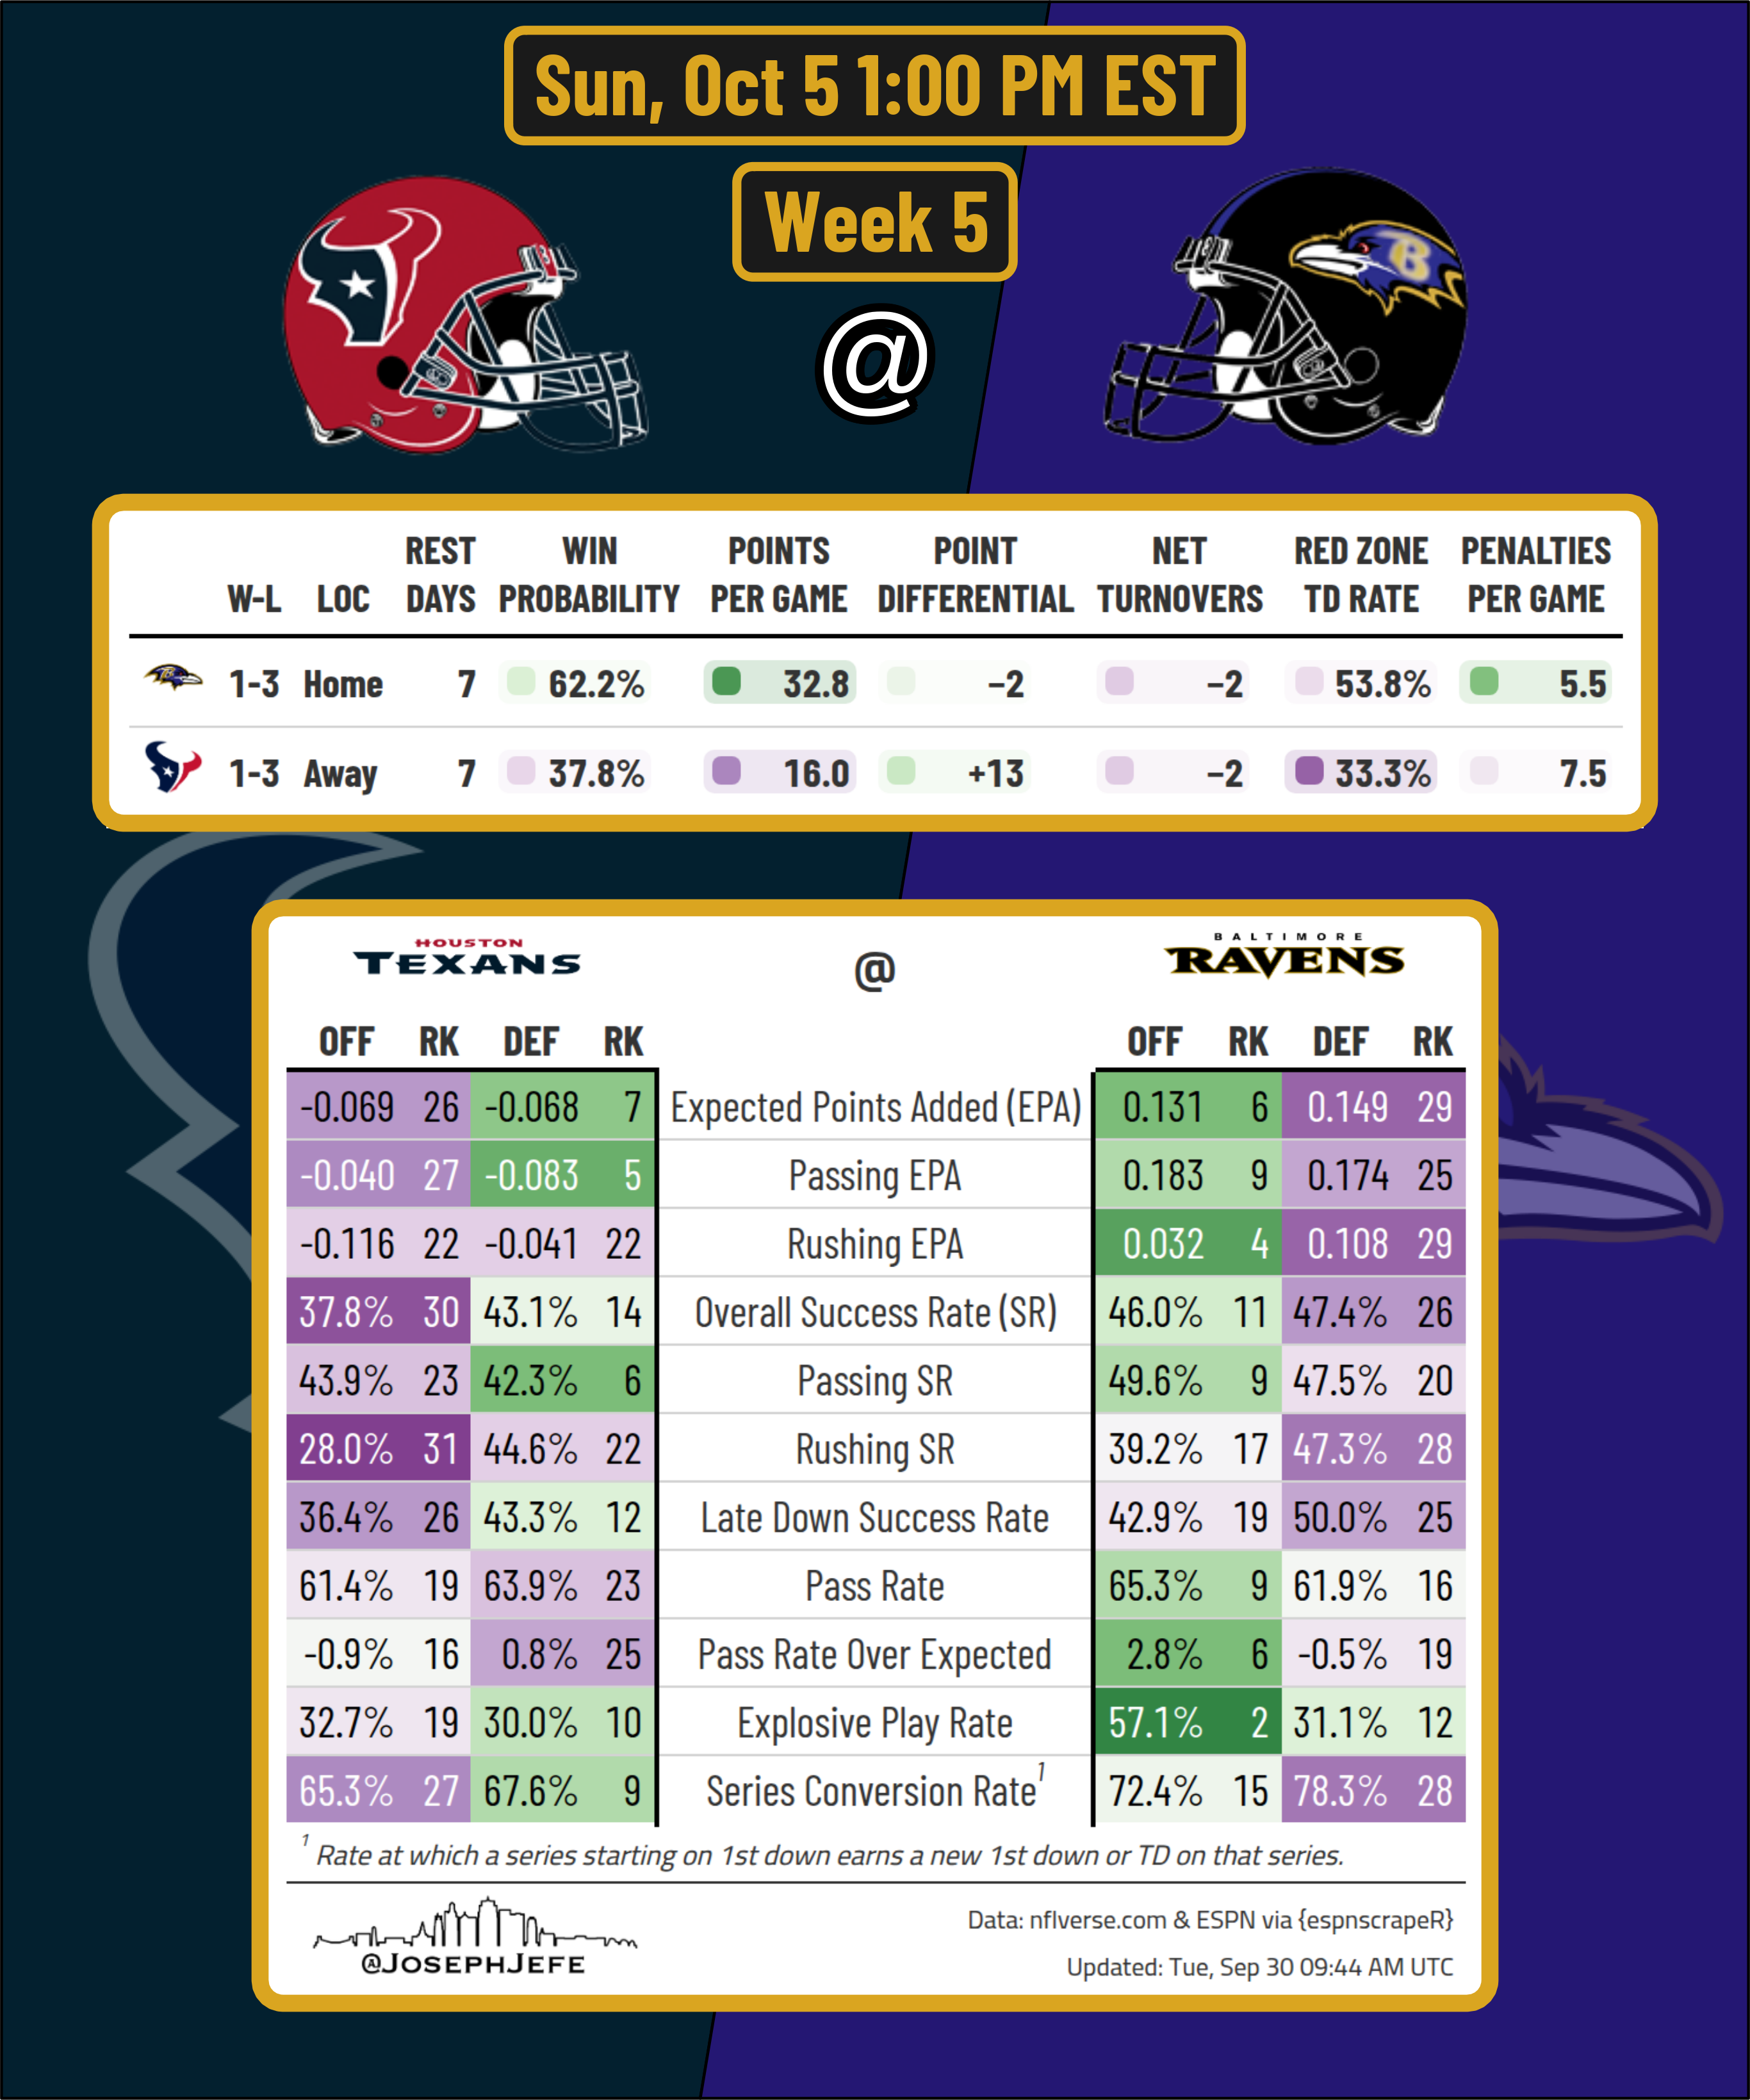 Sun, Oct 5 1:00 PM EST
Week 5
@
B
REST WIN POINTS POINT NET RED ZONE PENALTIES
W-L LOC DAYS PROBABILITY PER GAME DIFFERENTIAL TURNOVERS TD RATE PER GAME
1-3 Home 7 62.2% 32.8 −2 −2 53.8% 5.5
1-3 Away 7 37.8% 16.0 +13 −2 33.3% 7.5
HOUSTON
TEXANS
@
BALTIMORE
RAVENS
OFF RK DEF RK OFF RK DEF RK
-0.069 26 -0.068 7 Expected Points Added (EPA) 0.131 6 0.149 29
-0.040 27 -0.083 5 Passing EPA 0.183 9 0.174 25
-0.116 22 -0.041 22 Rushing EPA 0.032 4 0.108 29
37.8% 30 43.1% 14 Overall Success Rate (SR) 46.0% 11 47.4% 26
43.9% 23 42.3% 6 Passing SR 49.6% 9 47.5% 20
28.0% 31 44.6% 22 Rushing SR 39.2% 17 47.3% 28
36.4% 26 43.3% 12 Late Down Success Rate 42.9% 19 50.0% 25
61.4% 19 63.9% 23 Pass Rate 65.3% 9 61.9% 16
-0.9% 16 0.8% 25 Pass Rate Over Expected 2.8% 6 -0.5% 19
32.7% 19 30.0% 10 Explosive Play Rate 57.1% 2 31.1% 12
65.3% 27 67.6% 9 Series Conversion Rate¹ 72.4% 15 78.3% 28
¹ Rate at which a series starting on 1st down earns a new 1st down or TD on that series.
@JOSEPHJEFE
Data: nflverse.com & ESPN via {espnscrapeR}
Updated: Tue, Sep 30 09:44 AM UTC